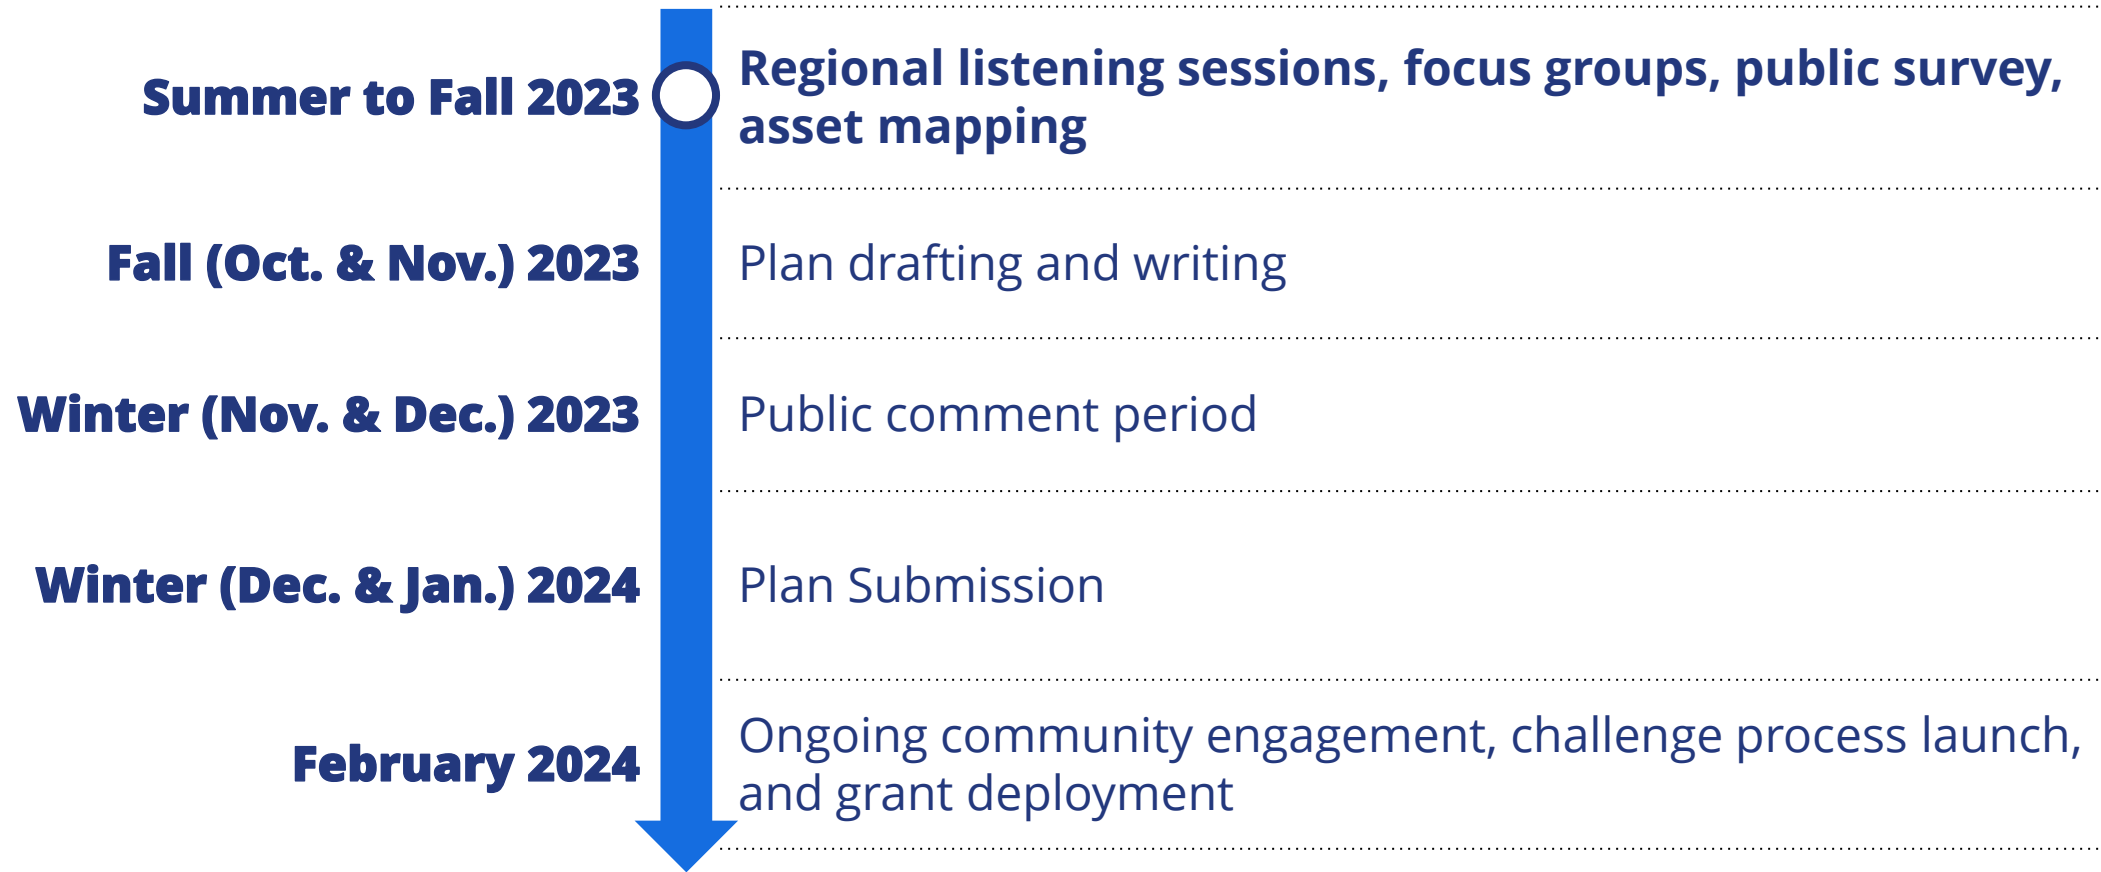 Summer to Fall 2023
Regional listening sessions, focus groups, public survey,
asset mapping
Fall (Oct. & Nov.) 2023
Plan drafting and writing
Winter (Nov. & Dec.) 2023
Public comment period
Winter (Dec. & Jan.) 2024
Plan Submission
February 2024
Ongoing community engagement, challenge process launch,
and grant deployment